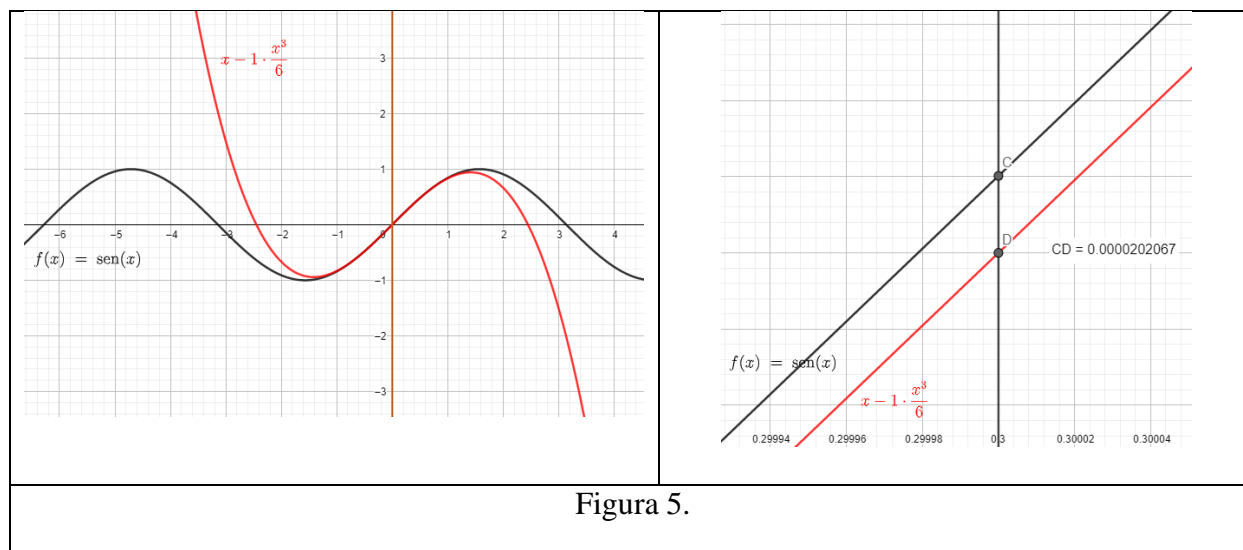 x − 1 · x³/6
3
2
1
−6 −5 −4 −3 −2 −1 0 1 2 3 4
f(x) = sen(x)
−1
−2
−3
C
D
CD = 0.0000202067
f(x) = sen(x)
x − 1 · x³/6
0.29994 0.29996 0.29998 0.3 0.30002 0.30004
Figura 5.